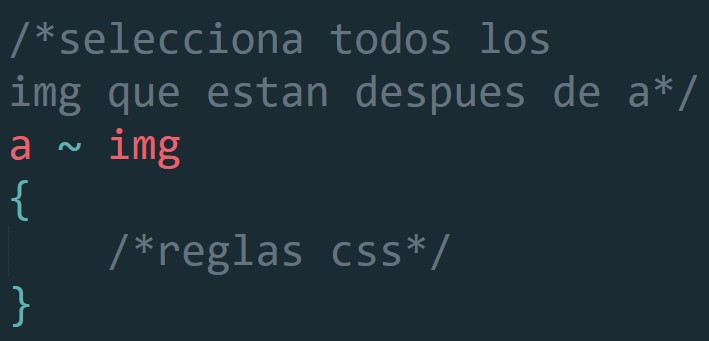 /*selecciona todos los
img que estan despues de a*/
a ~ img
{
    /*reglas css*/
}